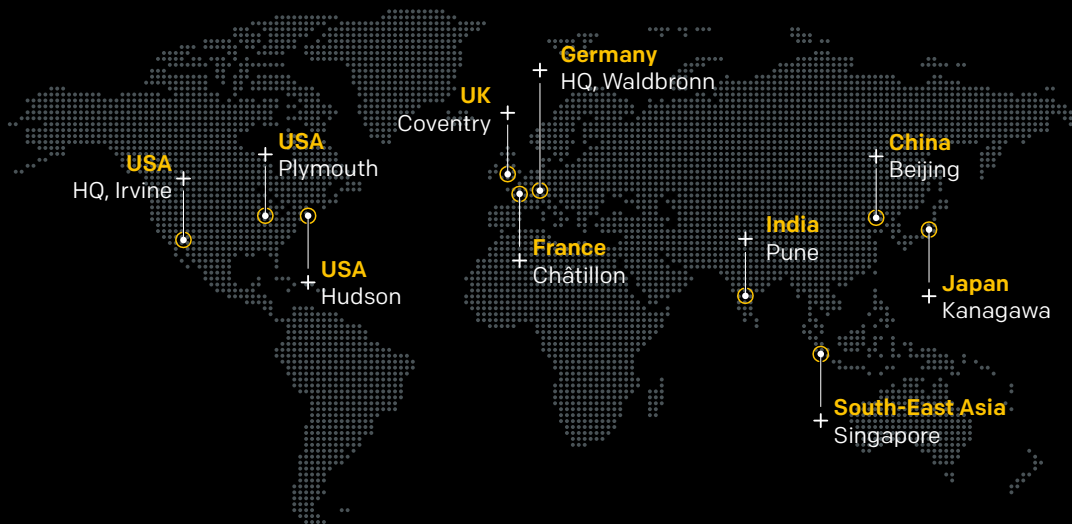 Germany
HQ, Waldbronn
UK
Coventry
USA
Plymouth
China
Beijing
USA
HQ, Irvine
India
Pune
France
Châtillon
USA
Hudson
Japan
Kanagawa
South-East Asia
Singapore